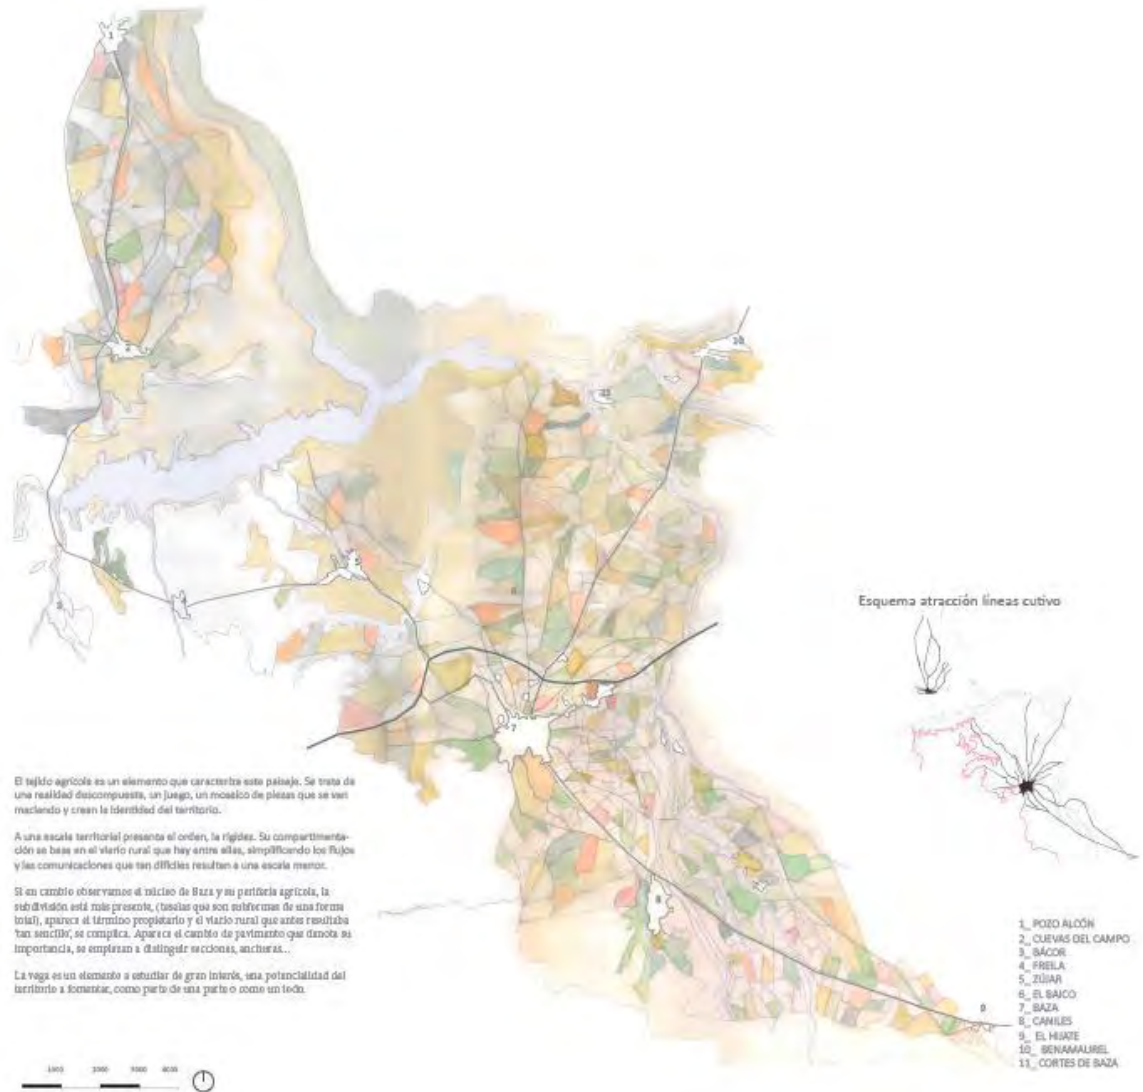 Esquema atracción líneas cutivo
El tejido agrícola es un elemento que caracteriza este paisaje. Se trata de
una realidad descompuesta, un juego, un mosaico de piezas que se van
maclando y crean la identidad del territorio.
A una escala territorial presenta el orden, la rigidez. Su compartimenta-
ción se basa en el viario rural que hay entre ellas, simplificando los flujos
y las comunicaciones que tan difíciles resultan a una escala menor.
Si en cambio observamos el núcleo de Baza y su periferia agrícola, la
subdivisión está más presente, (teselas que son subformas de una forma
total), aparece el término propietario y el viario rural que antes resultaba
'tan sencillo', se complica. Aparece el cambio de pavimento que denota su
importancia, se empiezan a distinguir secciones, anchuras...
La vega es un elemento a estudiar de gran interés, una potencialidad del
territorio a fomentar, como parte de una parte o como un todo.
1_ POZO ALCÓN
2_ CUEVAS DEL CAMPO
3_ BÁCOR
4_ FREILA
5_ ZÚJAR
6_ EL BAICO
7_ BAZA
8_ CANILES
9_ EL HIJATE
10_ BENAMAUREL
11_ CORTES DE BAZA
1
10
11
5
4
6
7
8
9